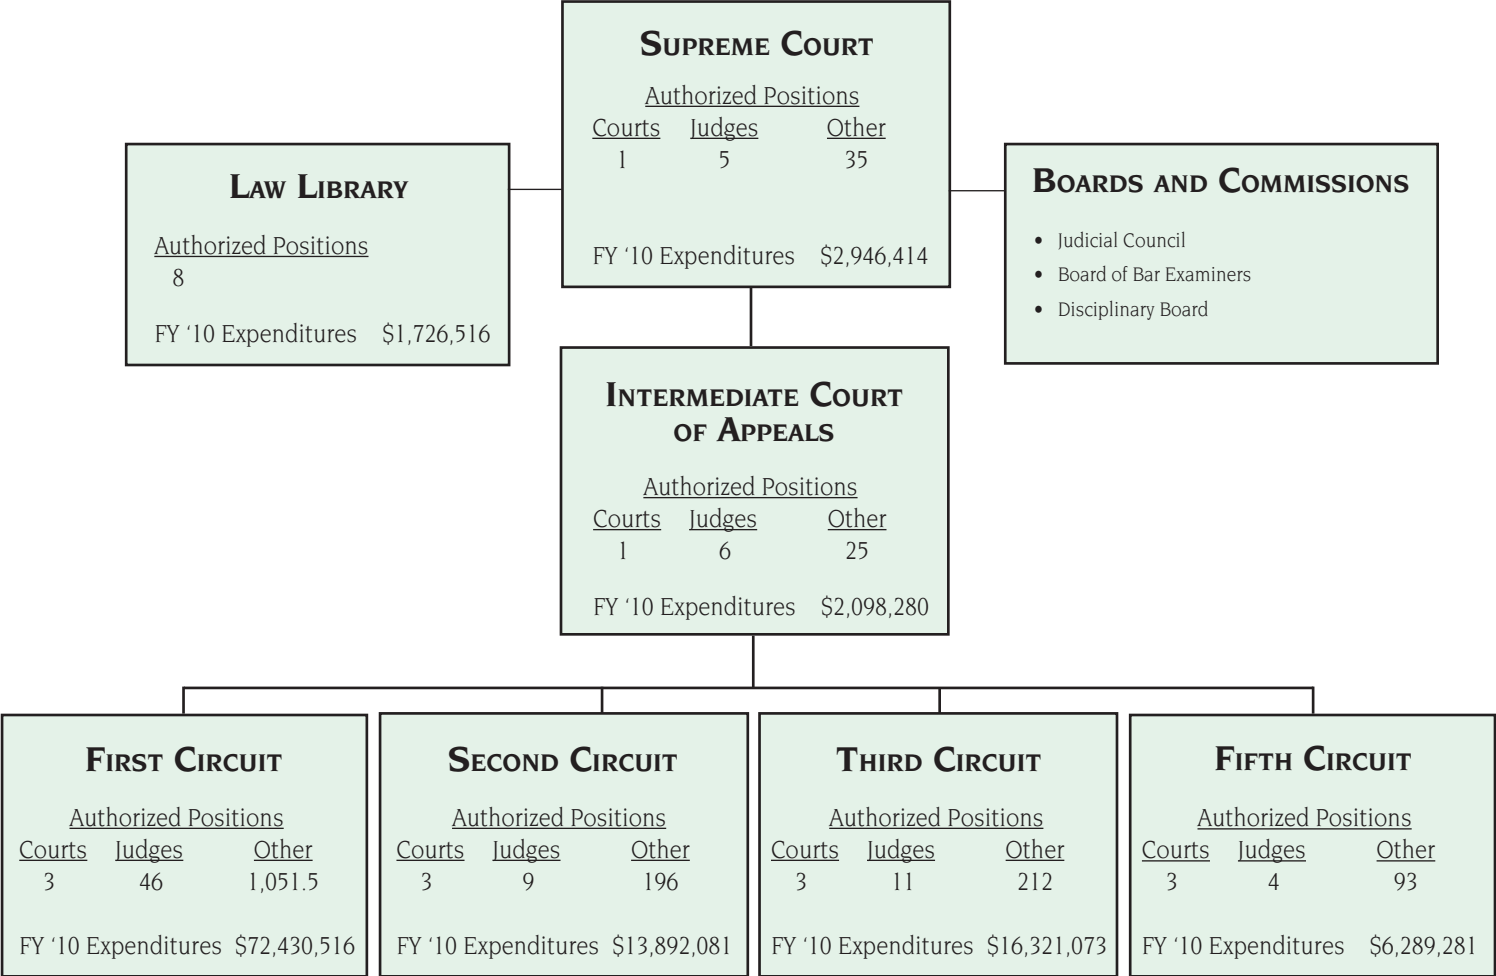 Supreme Court
Authorized Positions
Courts Judges Other
1 5 35
FY ‘10 Expenditures $2,946,414
Law Library
Authorized Positions
8
FY ‘10 Expenditures $1,726,516
Boards and Commissions
• Judicial Council
• Board of Bar Examiners
• Disciplinary Board
Intermediate Court
of Appeals
Authorized Positions
Courts Judges Other
1 6 25
FY ‘10 Expenditures $2,098,280
First Circuit
Authorized Positions
Courts Judges Other
3 46 1,051.5
FY ‘10 Expenditures $72,430,516
Second Circuit
Authorized Positions
Courts Judges Other
3 9 196
FY ‘10 Expenditures $13,892,081
Third Circuit
Authorized Positions
Courts Judges Other
3 11 212
FY ‘10 Expenditures $16,321,073
Fifth Circuit
Authorized Positions
Courts Judges Other
3 4 93
FY ‘10 Expenditures $6,289,281